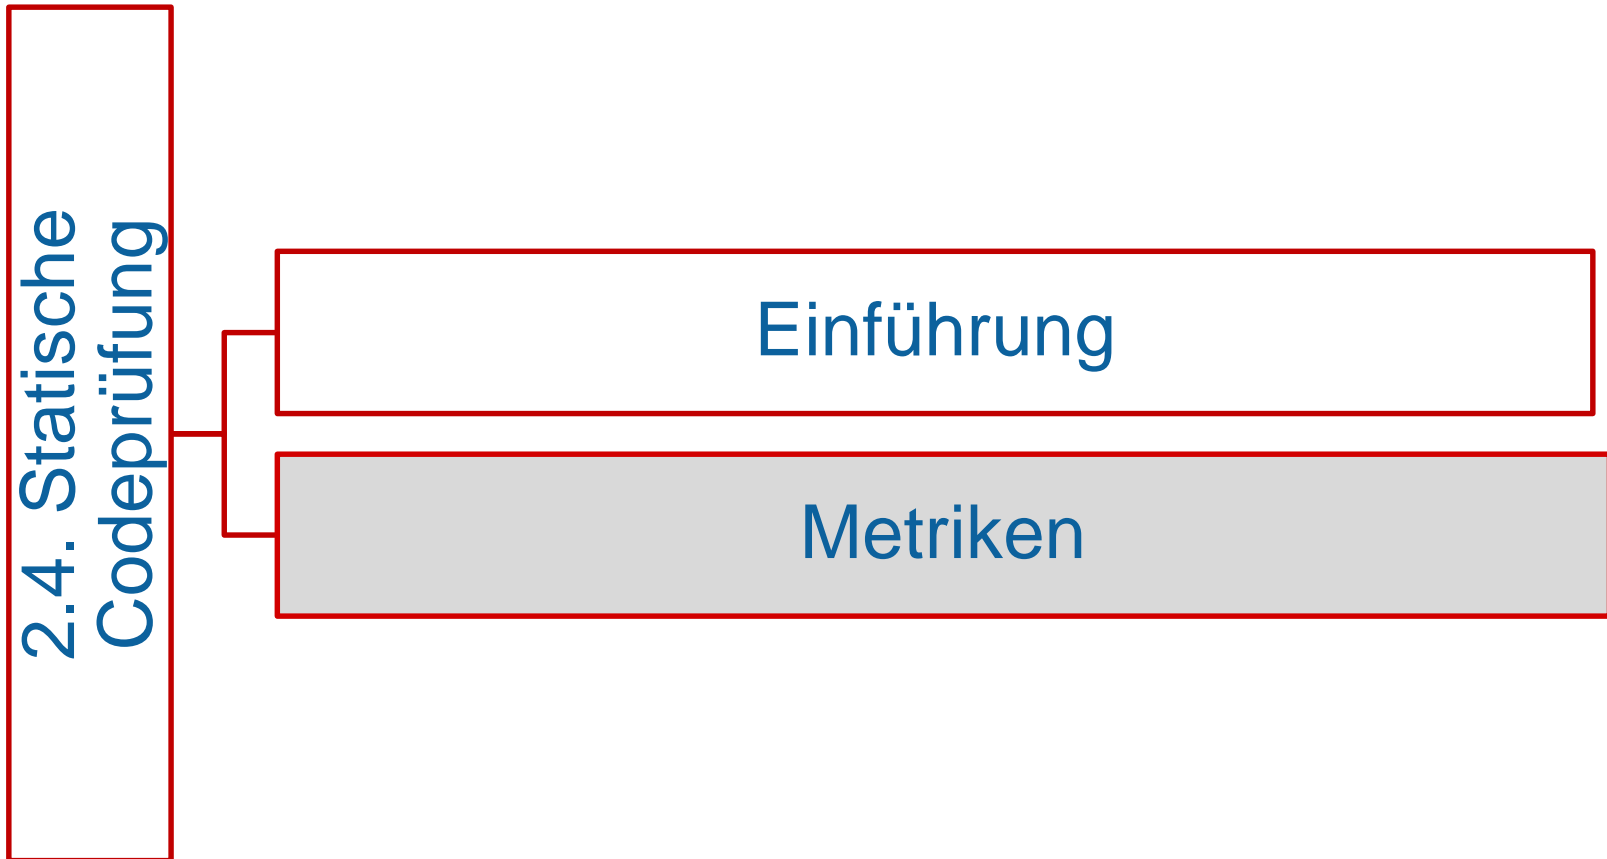 2.4. Statische
Codeprüfung
Einführung
Metriken